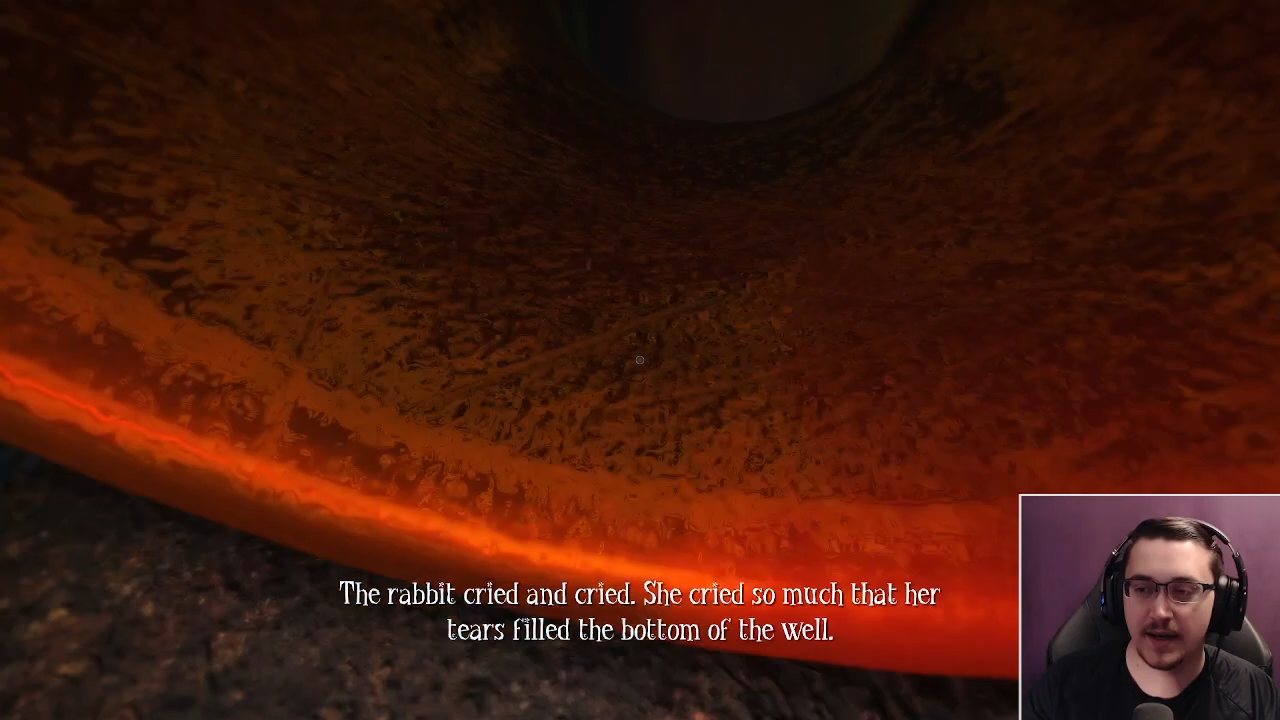 The rabbit cried and cried. She cried so much that her
tears filled the bottom of the well.